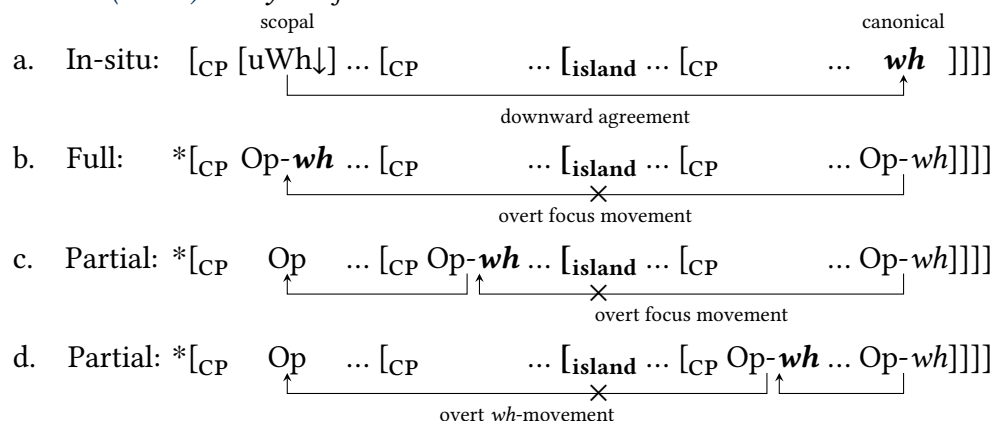 scopal canonical
a. In-situ: [CP [uWh↓] ... [CP ... [island ... [CP ... wh ]]]]
downward agreement
b. Full: *[CP Op-wh ... [CP ... [island ... [CP ... Op-wh]]]]
overt focus movement
c. Partial: *[CP Op ... [CP Op-wh ... [island ... [CP ... Op-wh]]]]
overt focus movement
d. Partial: *[CP Op ... [CP ... [island ... [CP Op-wh ... Op-wh]]]]
overt wh-movement